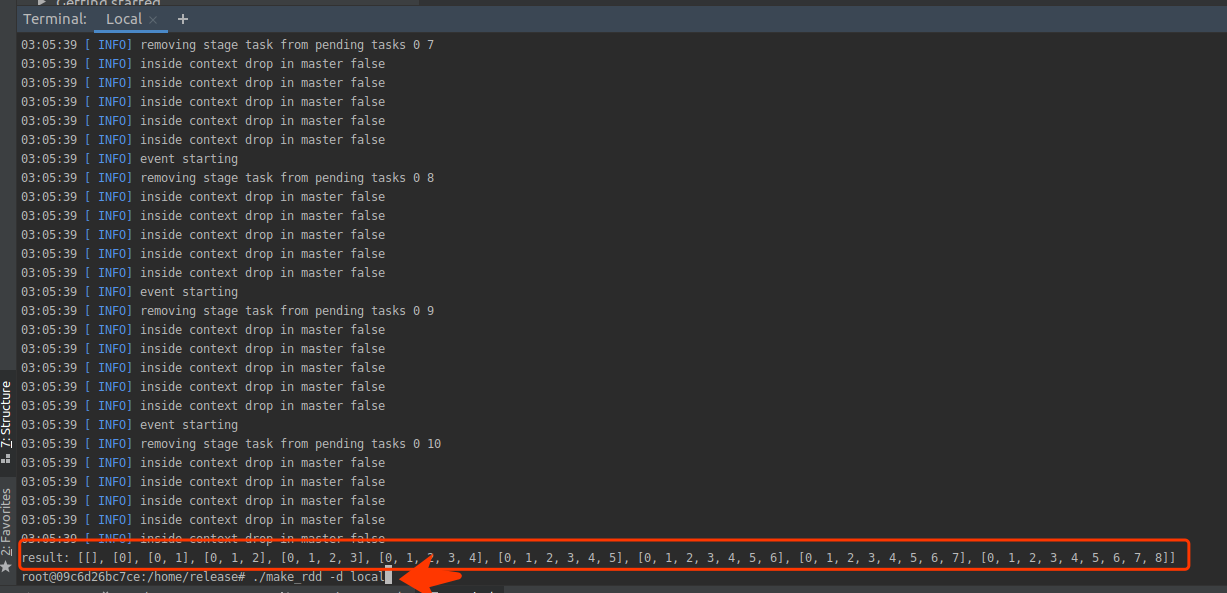 Getting started
Terminal: Local × +
03:05:39 [ INFO] removing stage task from pending tasks 0 7
03:05:39 [ INFO] inside context drop in master false
03:05:39 [ INFO] inside context drop in master false
03:05:39 [ INFO] inside context drop in master false
03:05:39 [ INFO] inside context drop in master false
03:05:39 [ INFO] inside context drop in master false
03:05:39 [ INFO] event starting
03:05:39 [ INFO] removing stage task from pending tasks 0 8
03:05:39 [ INFO] inside context drop in master false
03:05:39 [ INFO] inside context drop in master false
03:05:39 [ INFO] inside context drop in master false
03:05:39 [ INFO] inside context drop in master false
03:05:39 [ INFO] inside context drop in master false
03:05:39 [ INFO] event starting
03:05:39 [ INFO] removing stage task from pending tasks 0 9
03:05:39 [ INFO] inside context drop in master false
03:05:39 [ INFO] inside context drop in master false
03:05:39 [ INFO] inside context drop in master false
03:05:39 [ INFO] inside context drop in master false
03:05:39 [ INFO] inside context drop in master false
03:05:39 [ INFO] event starting
03:05:39 [ INFO] removing stage task from pending tasks 0 10
03:05:39 [ INFO] inside context drop in master false
03:05:39 [ INFO] inside context drop in master false
03:05:39 [ INFO] inside context drop in master false
03:05:39 [ INFO] inside context drop in master false
03:05:39 [ INFO] inside context drop in master false
result: [[], [0], [0, 1], [0, 1, 2], [0, 1, 2, 3], [0, 1, 2, 3, 4], [0, 1, 2, 3, 4, 5], [0, 1, 2, 3, 4, 5, 6], [0, 1, 2, 3, 4, 5, 6, 7], [0, 1, 2, 3, 4, 5, 6, 7, 8]]
root@09c6d26bc7ce:/home/release# ./make_rdd -d local
7: Structure
2: Favorites